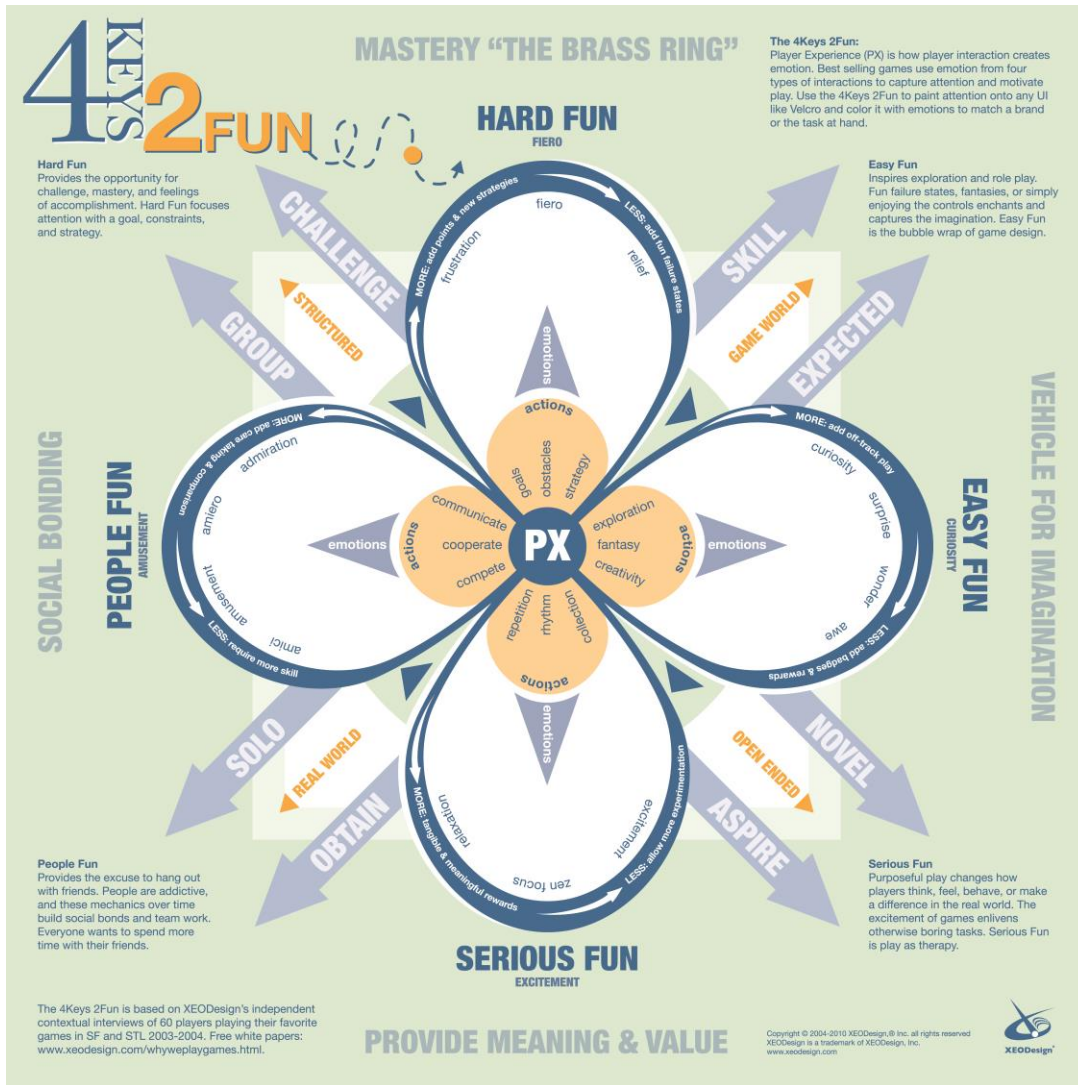 4 KEYS 2FUN
MASTERY “THE BRASS RING”
The 4Keys 2Fun:
Player Experience (PX) is how player interaction creates
emotion. Best selling games use emotion from four
types of interactions to capture attention and motivate
play. Use the 4Keys 2Fun to paint attention onto any UI
like Velcro and color it with emotions to match a brand
or the task at hand.
HARD FUN
FIERO
Hard Fun
Provides the opportunity for
challenge, mastery, and feelings
of accomplishment. Hard Fun focuses
attention with a goal, constraints,
and strategy.
Easy Fun
Inspires exploration and role play.
Fun failure states, fantasies, or simply
enjoying the controls enchants and
captures the imagination. Easy Fun
is the bubble wrap of game design.
CHALLENGE
SKILL
GROUP
EXPECTED
STRUCTURED
GAME WORLD
MORE: add points & new strategies
LESS: add fun failure states
frustration
fiero
relief
emotions
actions
goals
obstacles
strategy
SOCIAL BONDING
PEOPLE FUN
AMUSEMENT
MORE: add care taking & comparison
LESS: require more skill
admiration
amiero
amusement
amici
emotions
actions
communicate
cooperate
compete
PX
exploration
fantasy
creativity
actions
emotions
curiosity
surprise
wonder
awe
MORE: add off-track play
LESS: add badges & rewards
EASY FUN
CURIOSITY
VEHICLE FOR IMAGINATION
repetition
rhythm
collection
actions
emotions
relaxation
zen focus
excitement
MORE: tangible & meaningful rewards
LESS: allow more experimentation
SOLO
REAL WORLD
OBTAIN
OPEN ENDED
NOVEL
ASPIRE
SERIOUS FUN
EXCITEMENT
People Fun
Provides the excuse to hang out
with friends. People are addictive,
and these mechanics over time
build social bonds and team work.
Everyone wants to spend more
time with their friends.
Serious Fun
Purposeful play changes how
players think, feel, behave, or make
a difference in the real world. The
excitement of games enlivens
otherwise boring tasks. Serious Fun
is play as therapy.
The 4Keys 2Fun is based on XEODesign’s independent
contextual interviews of 60 players playing their favorite
games in SF and STL 2003-2004. Free white papers:
www.xeodesign.com/whyweplaygames.html.
PROVIDE MEANING & VALUE
Copyright © 2004-2010 XEODesign,® Inc. all rights reserved
XEODesign is a trademark of XEODesign, Inc.
www.xeodesign.com
XEODesign®